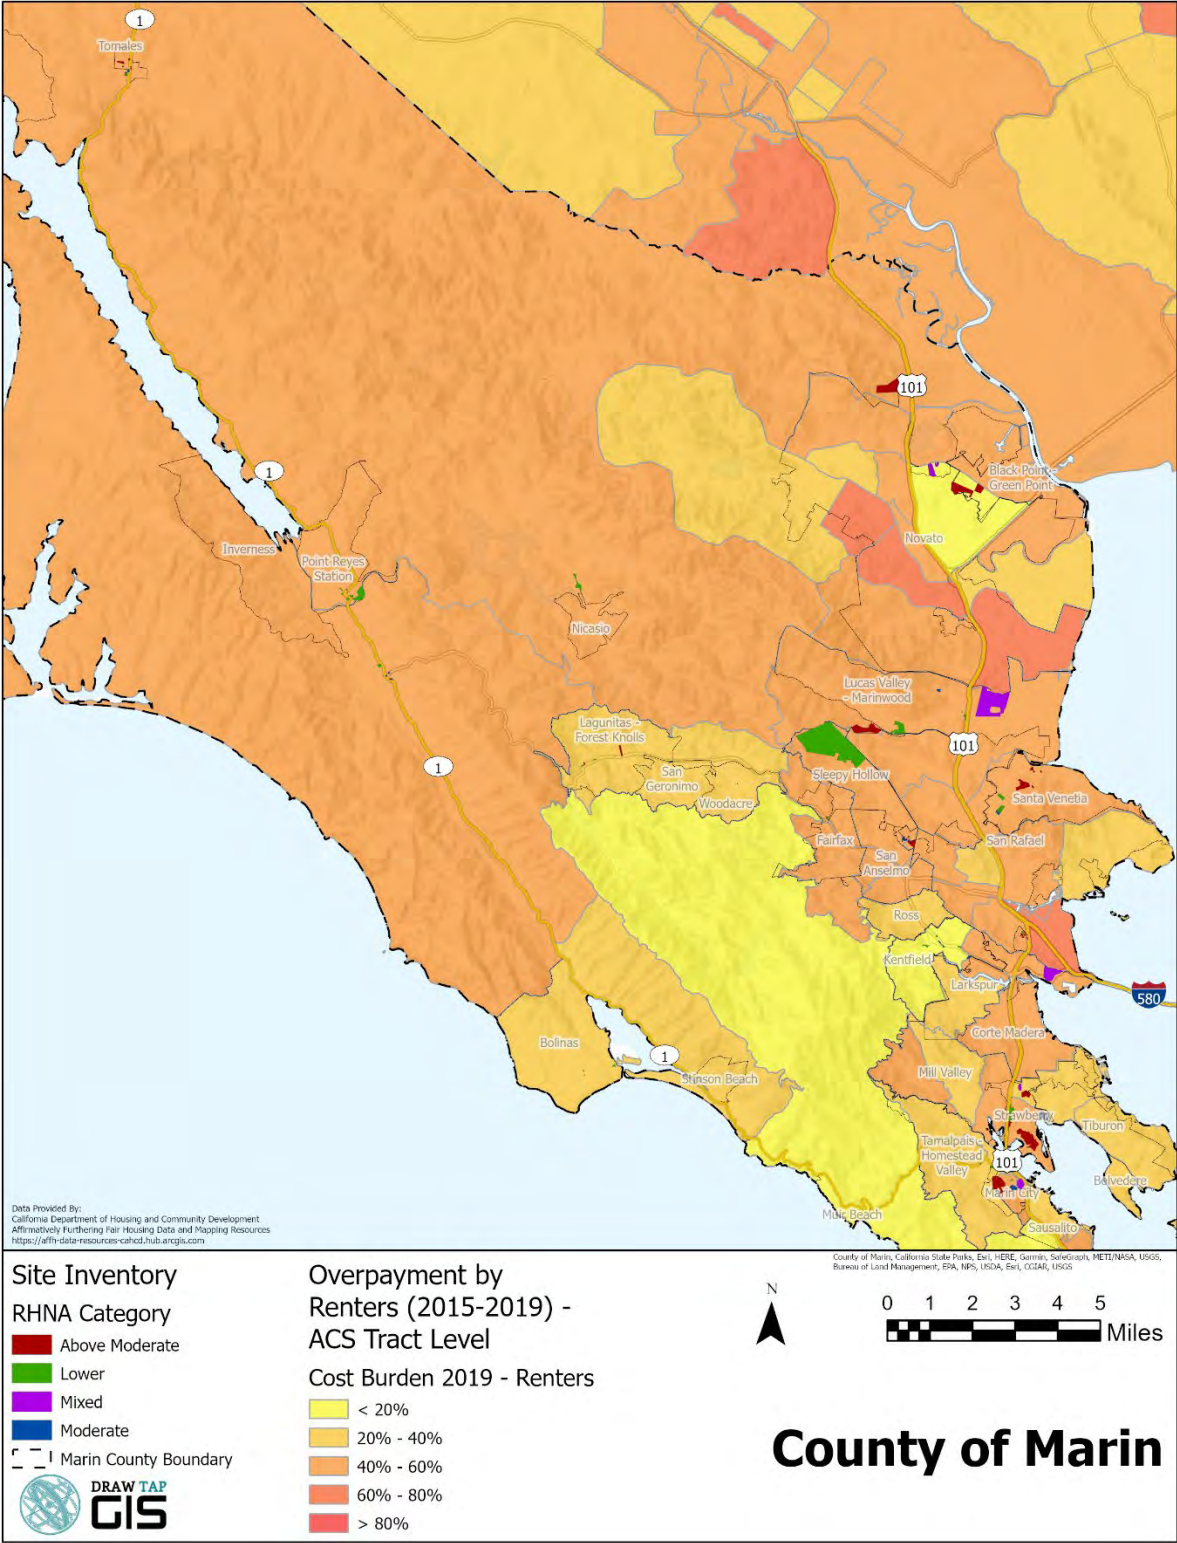 1
Tomales
101
Black Point -
Green Point
1
Novato
Inverness
Point Reyes
Station
Nicasio
Lucas Valley
- Marinwood
Lagunitas -
Forest Knolls
101
1
San
Geronimo
Sleepy Hollow
Woodacre
Santa Venetia
Fairfax
San Rafael
San
Anselmo
Ross
Kentfield
Larkspur
580
Corte Madera
Bolinas
1
Mill Valley
Stinson Beach
Strawberry
Tiburon
Tamalpais -
Homestead
Valley
101
Belvedere
Marin City
Muir Beach
Sausalito
Data Provided By:
California Department of Housing and Community Development
Affirmatively Furthering Fair Housing Data and Mapping Resources
https://affh-data-resources-cahcd.hub.arcgis.com
County of Marin, California State Parks, Esri, HERE, Garmin, SafeGraph, METI/NASA, USGS,
Bureau of Land Management, EPA, NPS, USDA, Esri, CGIAR, USGS
Site Inventory
RHNA Category
Above Moderate
Lower
Mixed
Moderate
Marin County Boundary
DRAW TAP
GIS
Overpayment by
Renters (2015-2019) -
ACS Tract Level
Cost Burden 2019 - Renters
< 20%
20% - 40%
40% - 60%
60% - 80%
> 80%
N
0 1 2 3 4 5
Miles
County of Marin